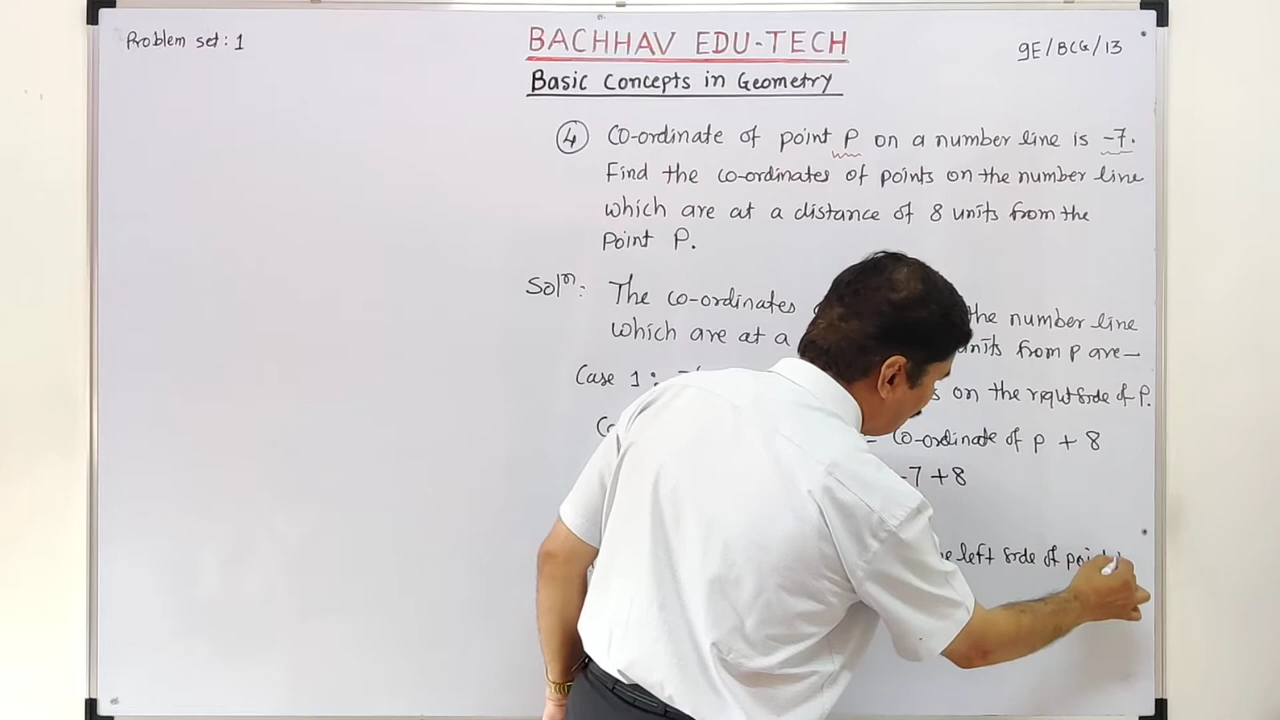 Problem set: 1
BACHHAV EDU-TECH
9E/BCG/13
Basic Concepts in Geometry
4 CO-ordinate of point P on a number line is -7.
Find the co-ordinates of points on the number line
which are at a distance of 8 units from the
Point P.
Solⁿ: The co-ordinates the number line
which are at a units from P are—
Case 1: on the right side of P.
= co-ordinate of P + 8
-7 + 8
left side of